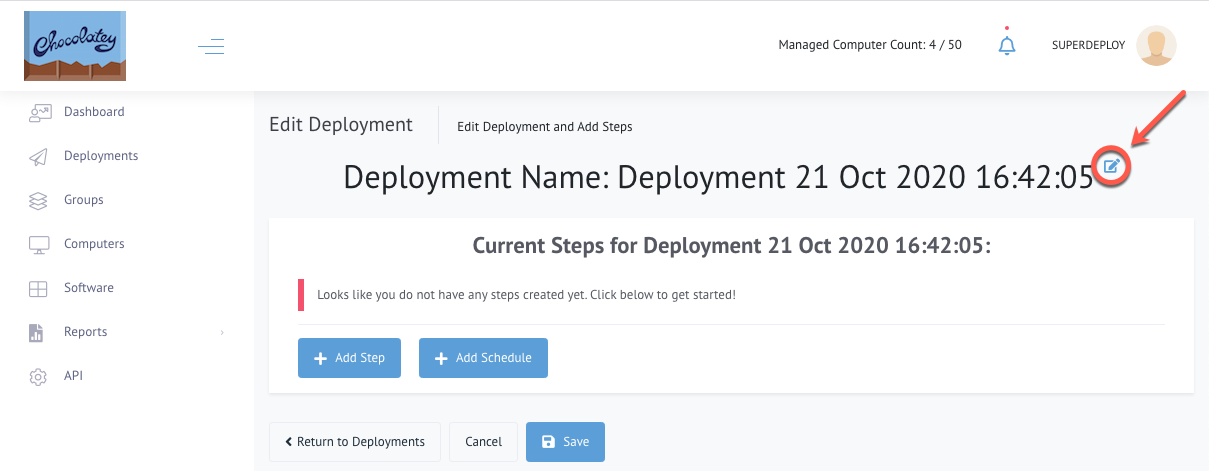 Chocolatey
Managed Computer Count: 4 / 50
SUPERDEPLOY
Dashboard
Deployments
Groups
Computers
Software
Reports
API
Edit Deployment
Edit Deployment and Add Steps
Deployment Name: Deployment 21 Oct 2020 16:42:05
Current Steps for Deployment 21 Oct 2020 16:42:05:
Looks like you do not have any steps created yet. Click below to get started!
Add Step
Add Schedule
Return to Deployments
Cancel
Save